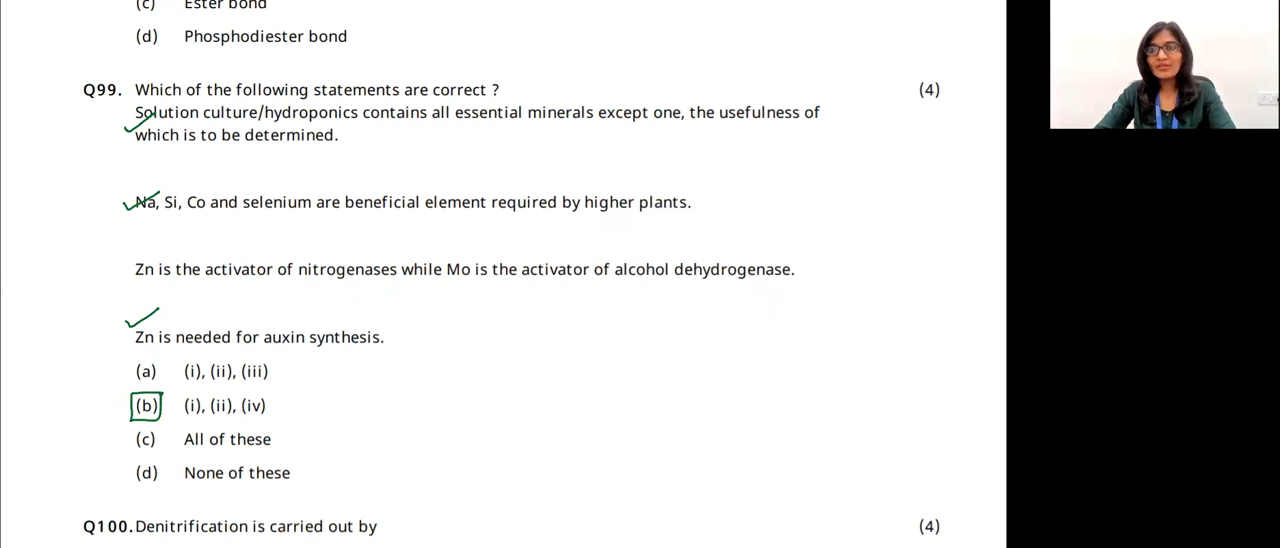 (c) Ester bond
(d) Phosphodiester bond
Q99. Which of the following statements are correct ? (4)
Solution culture/hydroponics contains all essential minerals except one, the usefulness of
which is to be determined.
Na, Si, Co and selenium are beneficial element required by higher plants.
Zn is the activator of nitrogenases while Mo is the activator of alcohol dehydrogenase.
Zn is needed for auxin synthesis.
(a) (i), (ii), (iii)
(b) (i), (ii), (iv)
(c) All of these
(d) None of these
Q100. Denitrification is carried out by (4)